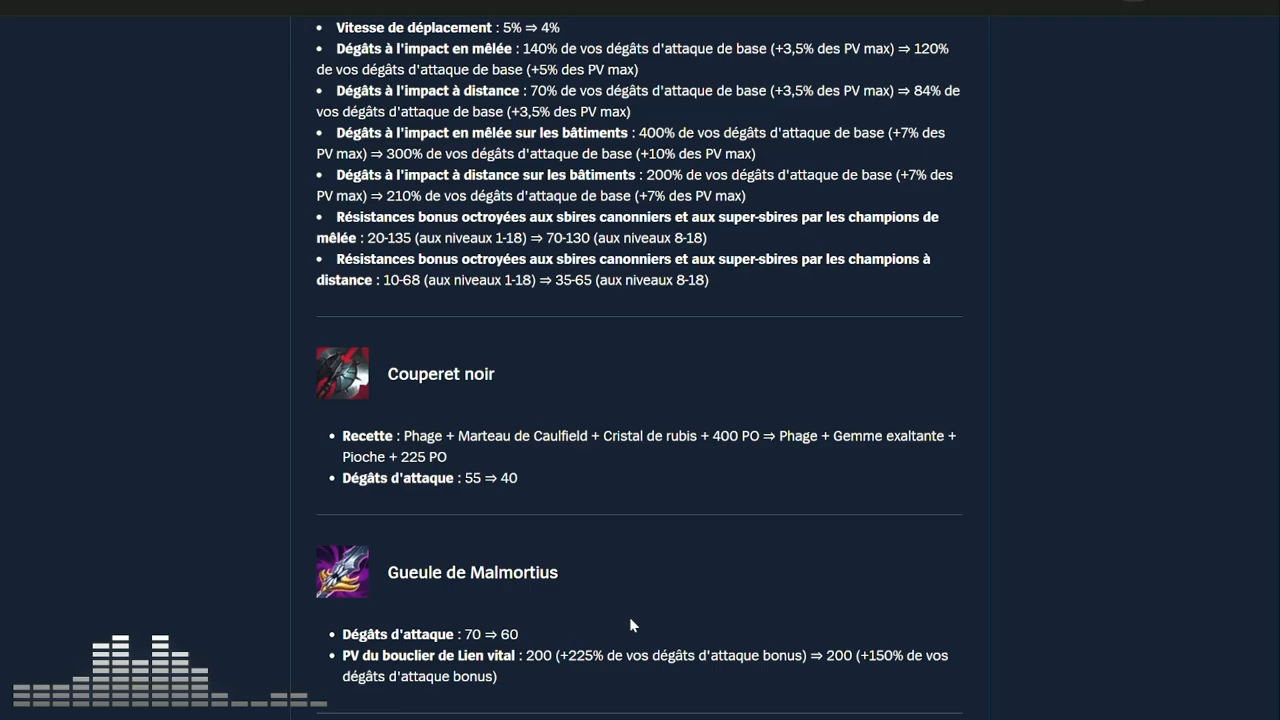 • Vitesse de déplacement : 5% ⇒ 4%
• Dégâts à l'impact en mêlée : 140% de vos dégâts d'attaque de base (+3,5% des PV max) ⇒ 120%
de vos dégâts d'attaque de base (+5% des PV max)
• Dégâts à l'impact à distance : 70% de vos dégâts d'attaque de base (+3,5% des PV max) ⇒ 84% de
vos dégâts d'attaque de base (+3,5% des PV max)
• Dégâts à l'impact en mêlée sur les bâtiments : 400% de vos dégâts d'attaque de base (+7% des
PV max) ⇒ 300% de vos dégâts d'attaque de base (+10% des PV max)
• Dégâts à l'impact à distance sur les bâtiments : 200% de vos dégâts d'attaque de base (+7% des
PV max) ⇒ 210% de vos dégâts d'attaque de base (+7% des PV max)
• Résistances bonus octroyées aux sbires canonniers et aux super-sbires par les champions de
mêlée : 20-135 (aux niveaux 1-18) ⇒ 70-130 (aux niveaux 8-18)
• Résistances bonus octroyées aux sbires canonniers et aux super-sbires par les champions à
distance : 10-68 (aux niveaux 1-18) ⇒ 35-65 (aux niveaux 8-18)
Couperet noir
• Recette : Phage + Marteau de Caulfield + Cristal de rubis + 400 PO ⇒ Phage + Gemme exaltante +
Pioche + 225 PO
• Dégâts d'attaque : 55 ⇒ 40
Gueule de Malmortius
• Dégâts d'attaque : 70 ⇒ 60
• PV du bouclier de Lien vital : 200 (+225% de vos dégâts d'attaque bonus) ⇒ 200 (+150% de vos
dégâts d'attaque bonus)